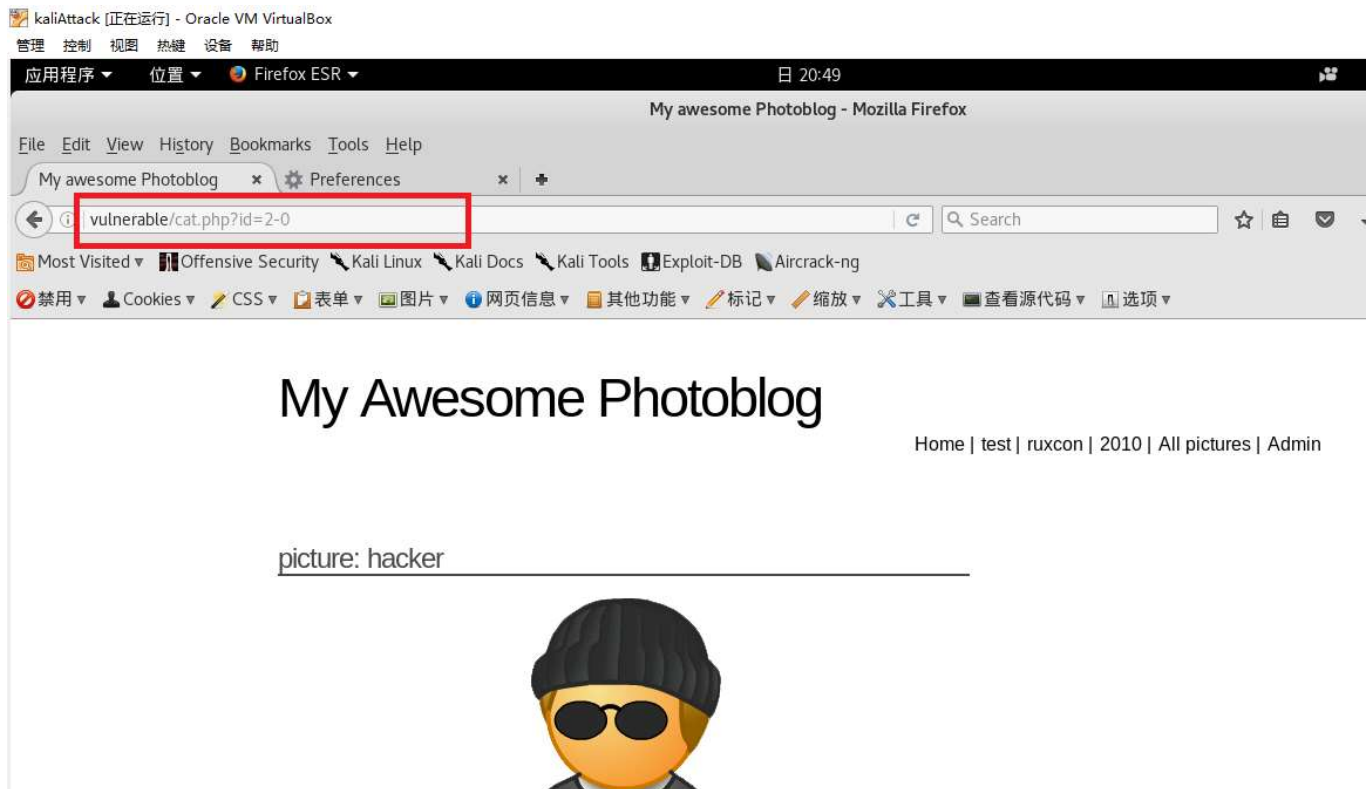 kaliAttack [正在运行] - Oracle VM VirtualBox
管理 控制 视图 热键 设备 帮助
应用程序 位置 Firefox ESR 日 20:49
My awesome Photoblog - Mozilla Firefox
File Edit View History Bookmarks Tools Help
My awesome Photoblog Preferences
vulnerable/cat.php?id=2-0 Search
Most Visited Offensive Security Kali Linux Kali Docs Kali Tools Exploit-DB Aircrack-ng
禁用 Cookies CSS 表单 图片 网页信息 其他功能 标记 缩放 工具 查看源代码 选项
My Awesome Photoblog
Home | test | ruxcon | 2010 | All pictures | Admin
picture: hacker